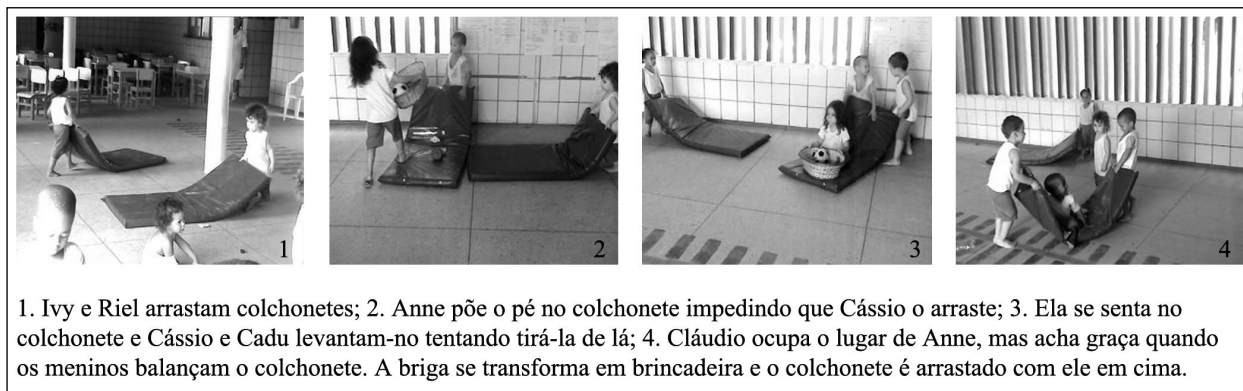 1
2
3
4
1. Ivy e Riel arrastam colchonetes; 2. Anne põe o pé no colchonete impedindo que Cássio o arraste; 3. Ela se senta no
colchonete e Cássio e Cadu levantam-no tentando tirá-la de lá; 4. Cláudio ocupa o lugar de Anne, mas acha graça quando
os meninos balançam o colchonete. A briga se transforma em brincadeira e o colchonete é arrastado com ele em cima.